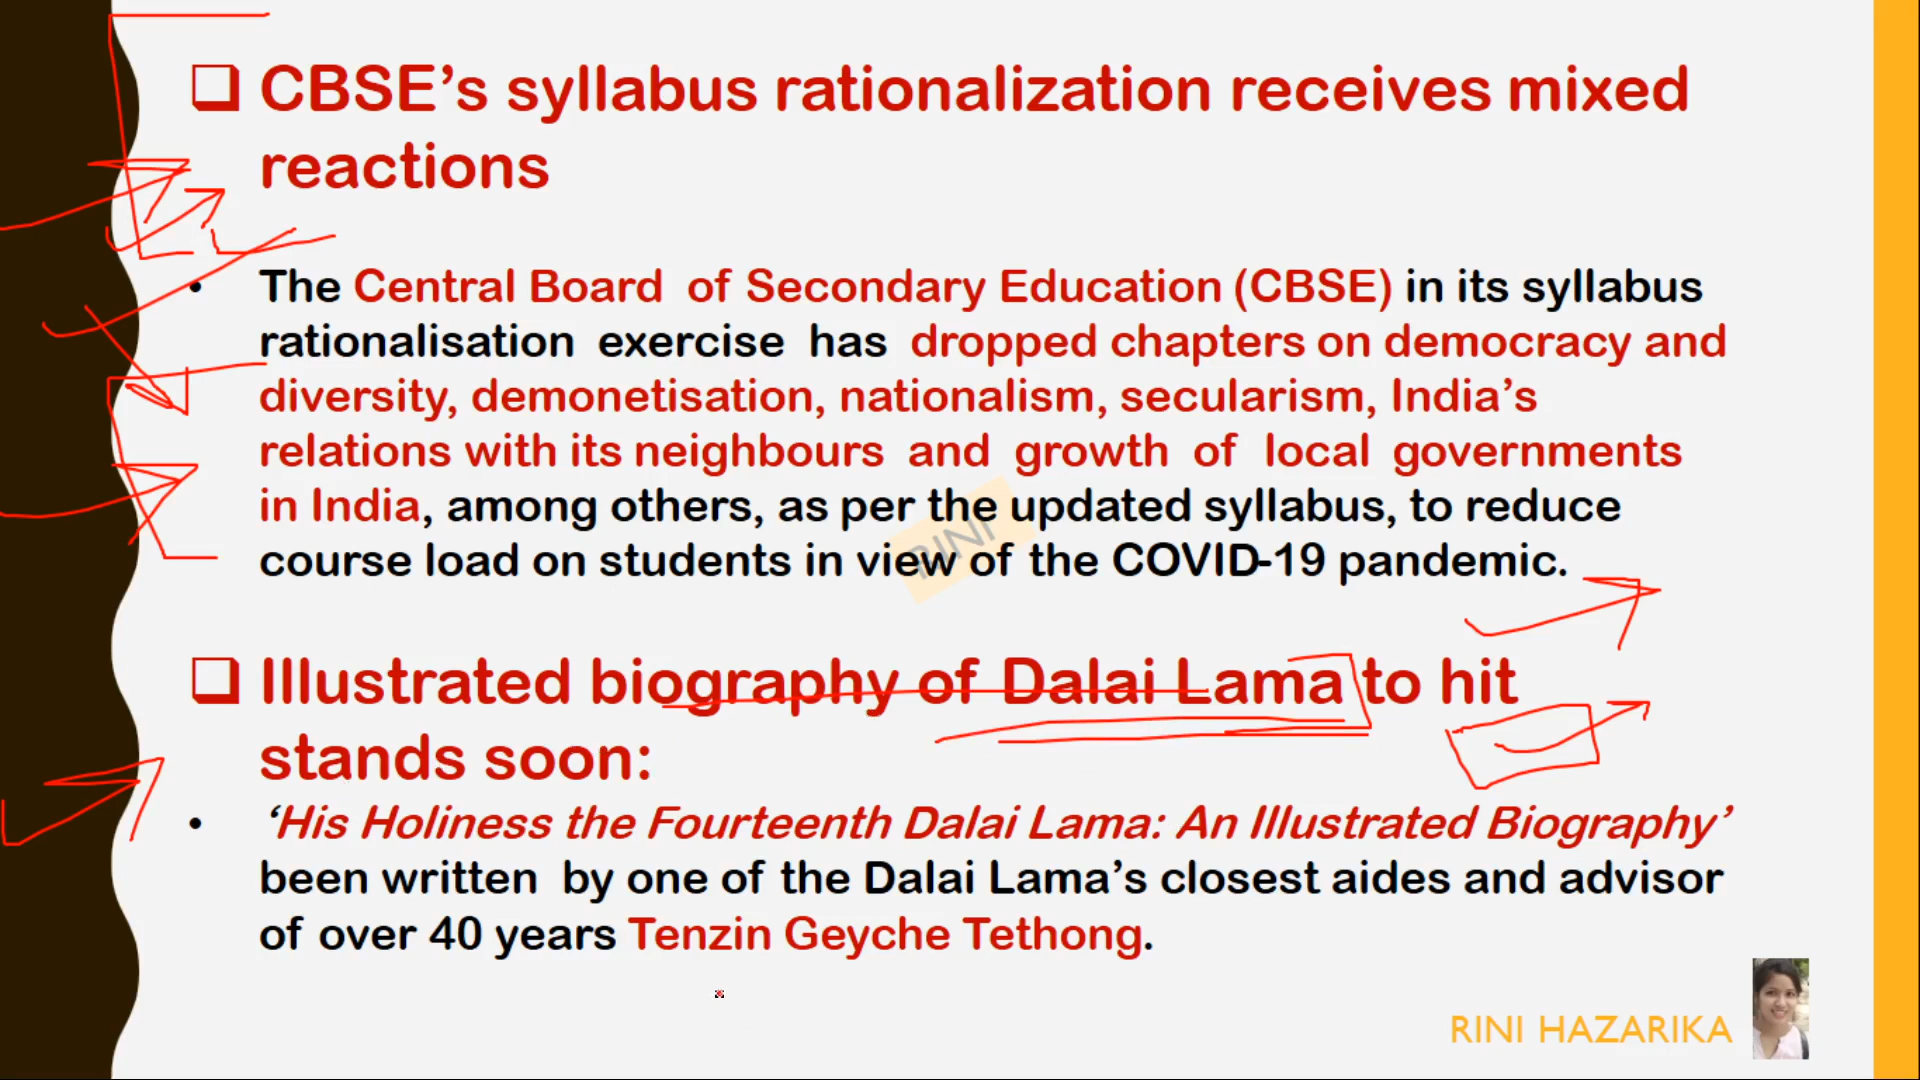 CBSE’s syllabus rationalization receives mixed
reactions
• The Central Board of Secondary Education (CBSE) in its syllabus
rationalisation exercise has dropped chapters on democracy and
diversity, demonetisation, nationalism, secularism, India’s
relations with its neighbours and growth of local governments
in India, among others, as per the updated syllabus, to reduce
course load on students in view of the COVID-19 pandemic.
RINI
Illustrated biography of Dalai Lama to hit
stands soon:
• ‘His Holiness the Fourteenth Dalai Lama: An Illustrated Biography’
been written by one of the Dalai Lama’s closest aides and advisor
of over 40 years Tenzin Geyche Tethong.
RINI HAZARIKA